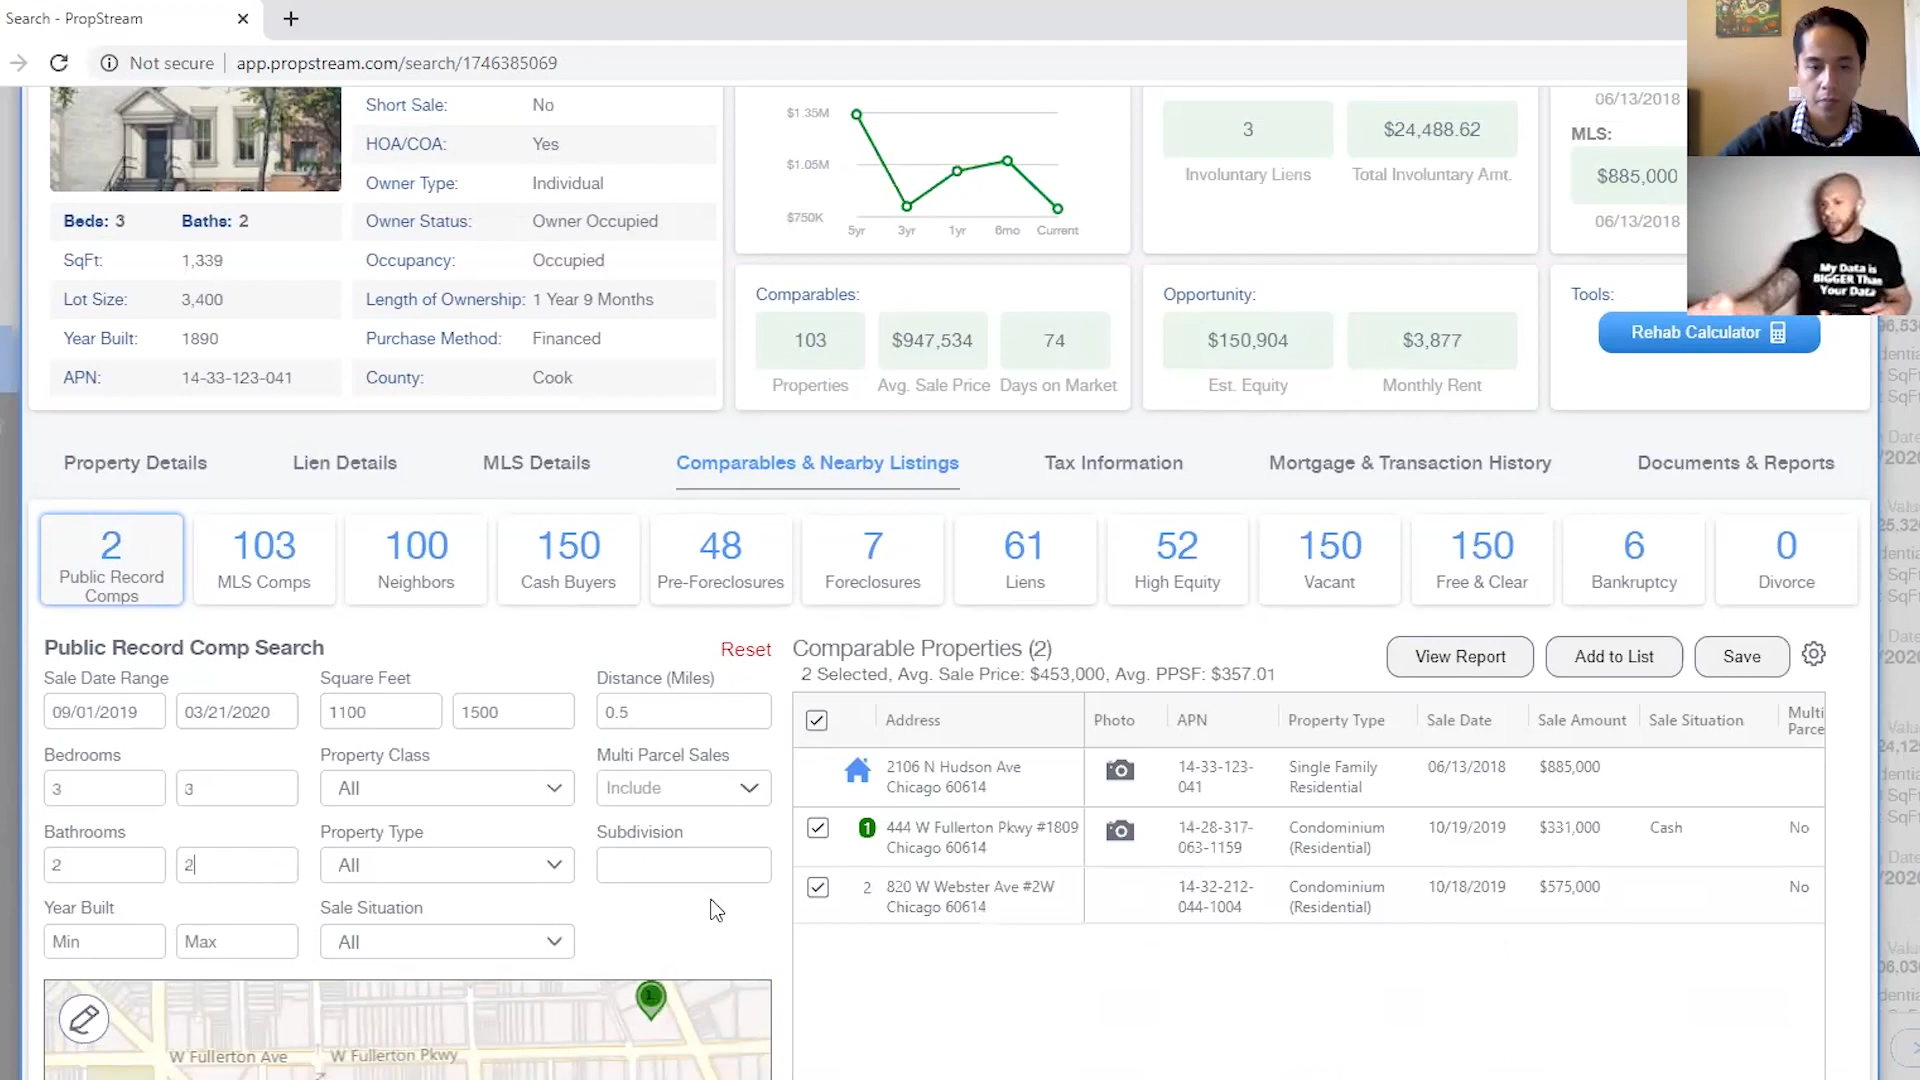 Search - PropStream
Not secure
app.propstream.com/search/1746385069
Short Sale: No
HOA/COA: Yes
Owner Type: Individual
Owner Status: Owner Occupied
Occupancy: Occupied
Length of Ownership: 1 Year 9 Months
Purchase Method: Financed
County: Cook
Beds: 3 Baths: 2
SqFt: 1,339
Lot Size: 3,400
Year Built: 1890
APN: 14-33-123-041
$1.35M
$1.05M
$750K
5yr 3yr 1yr 6mo Current
3 $24,488.62
Involuntary Liens Total Involuntary Amt.
06/13/2018
MLS:
$885,000
06/13/2018
My Data is
BIGGER Than
Your Data
Comparables:
103 $947,534 74
Properties Avg. Sale Price Days on Market
Opportunity:
$150,904 $3,877
Est. Equity Monthly Rent
Tools:
Rehab Calculator
Property Details Lien Details MLS Details Comparables & Nearby Listings Tax Information Mortgage & Transaction History Documents & Reports
2
Public Record
Comps
103
MLS Comps
100
Neighbors
150
Cash Buyers
48
Pre-Foreclosures
7
Foreclosures
61
Liens
52
High Equity
150
Vacant
150
Free & Clear
6
Bankruptcy
0
Divorce
Public Record Comp Search Reset
Sale Date Range Square Feet Distance (Miles)
09/01/2019 03/21/2020 1100 1500 0.5
Bedrooms Property Class Multi Parcel Sales
3 3 All Include
Bathrooms Property Type Subdivision
2 2 All
Year Built Sale Situation
Min Max All
W Fullerton Ave W Fullerton Pkwy
Comparable Properties (2)
2 Selected, Avg. Sale Price: $453,000, Avg. PPSF: $357.01
View Report Add to List Save
Address Photo APN Property Type Sale Date Sale Amount Sale Situation Multi
Parce
2106 N Hudson Ave 14-33-123- Single Family 06/13/2018 $885,000
Chicago 60614 041 Residential
1 444 W Fullerton Pkwy #1809 14-28-317- Condominium 10/19/2019 $331,000 Cash No
Chicago 60614 063-1159 (Residential)
2 820 W Webster Ave #2W 14-32-212- Condominium 10/18/2019 $575,000 No
Chicago 60614 044-1004 (Residential)